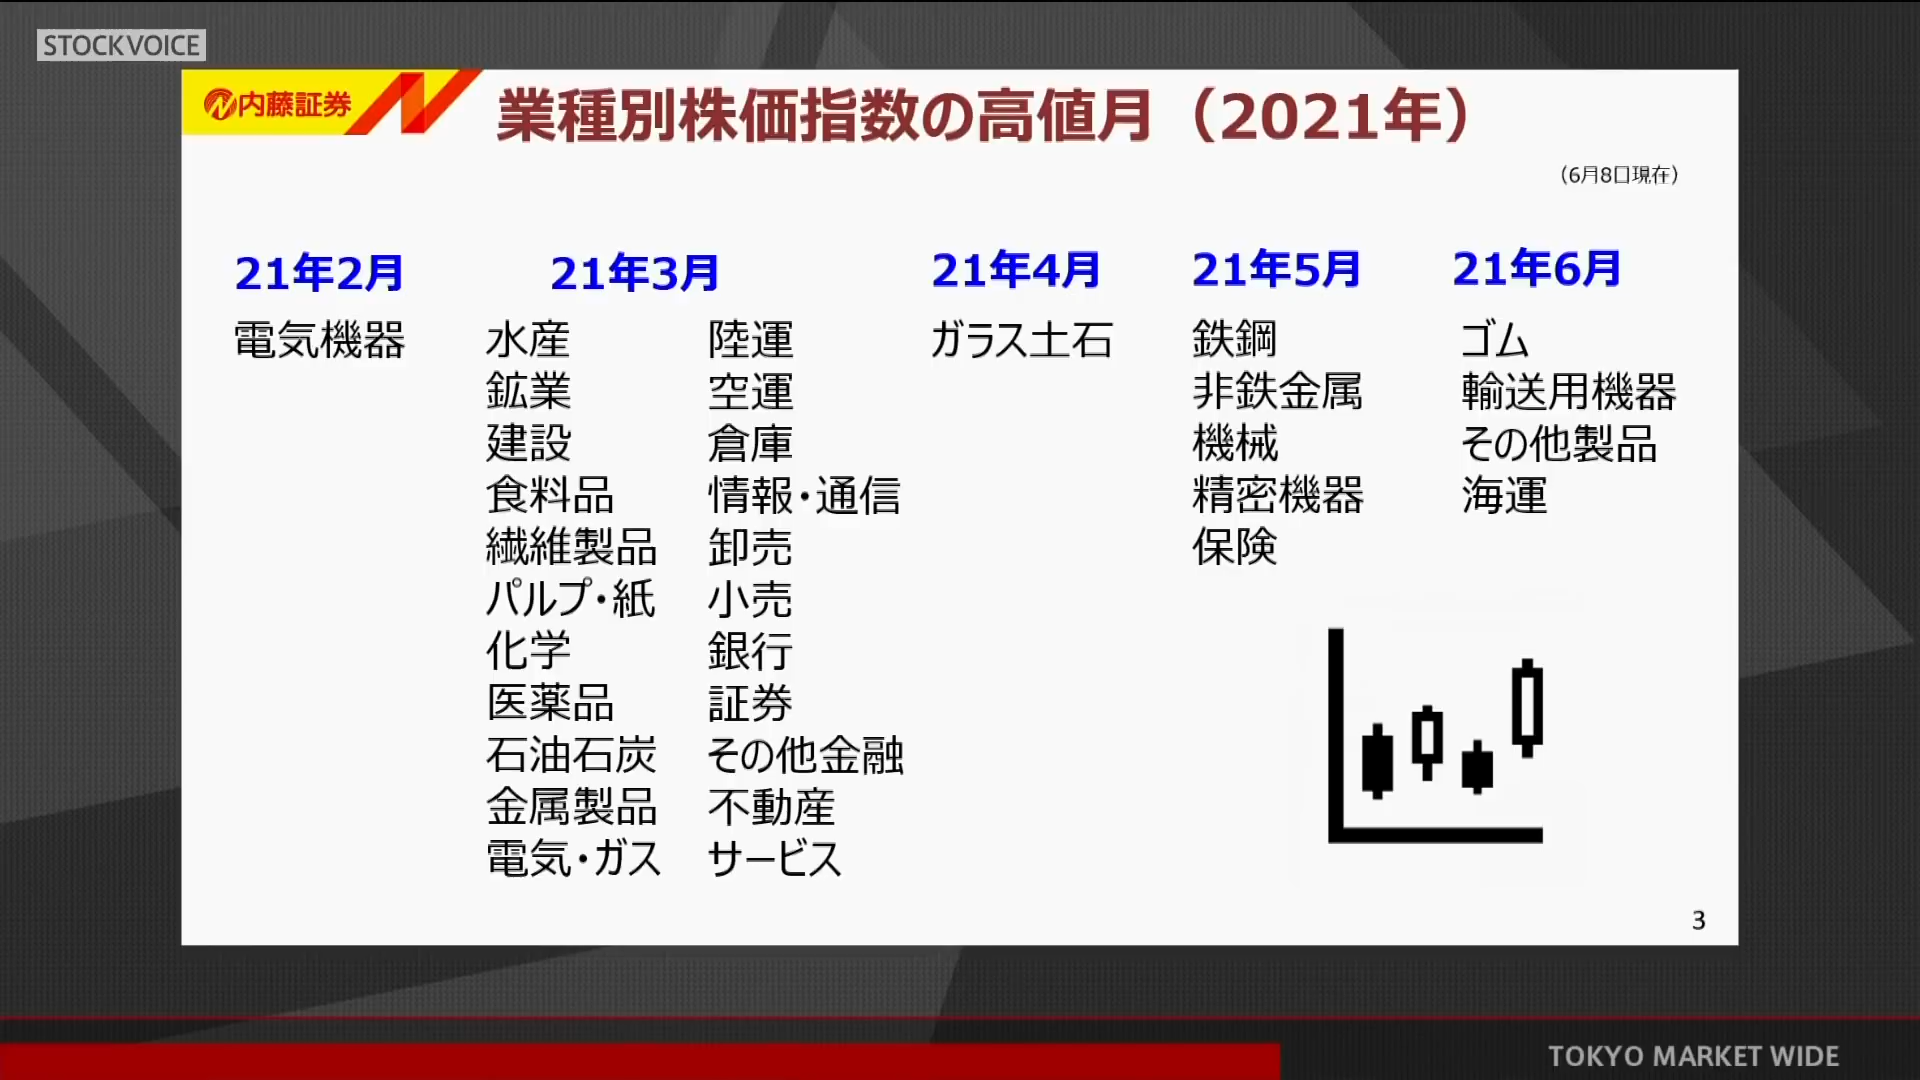 STOCKVOICE
内藤証券
業種別株価指数の高値月（2021年）
（6月8日現在）
21年2月
電気機器
21年3月
水産
鉱業
建設
食料品
繊維製品
パルプ・紙
化学
医薬品
石油石炭
金属製品
電気・ガス
陸運
空運
倉庫
情報・通信
卸売
小売
銀行
証券
その他金融
不動産
サービス
21年4月
ガラス土石
21年5月
鉄鋼
非鉄金属
機械
精密機器
保険
21年6月
ゴム
輸送用機器
その他製品
海運
3
TOKYO MARKET WIDE